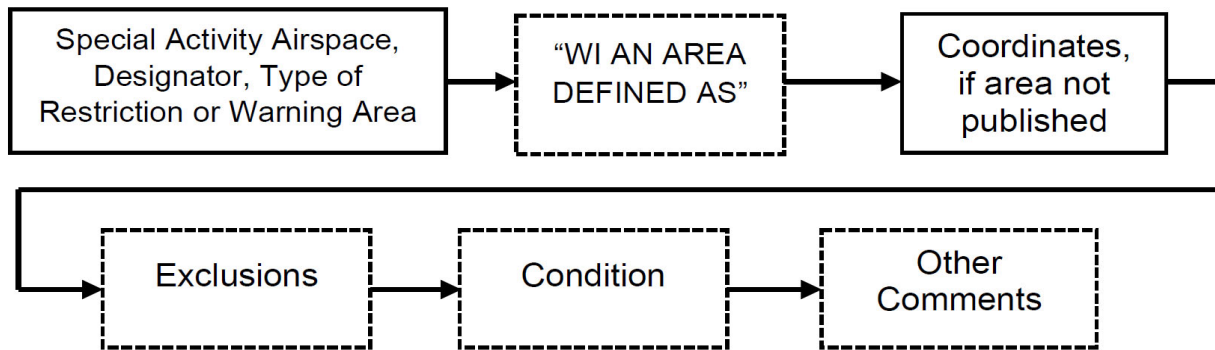 Special Activity Airspace,
Designator, Type of
Restriction or Warning Area
“WI AN AREA
DEFINED AS”
Coordinates,
if area not
published
Exclusions
Condition
Other
Comments